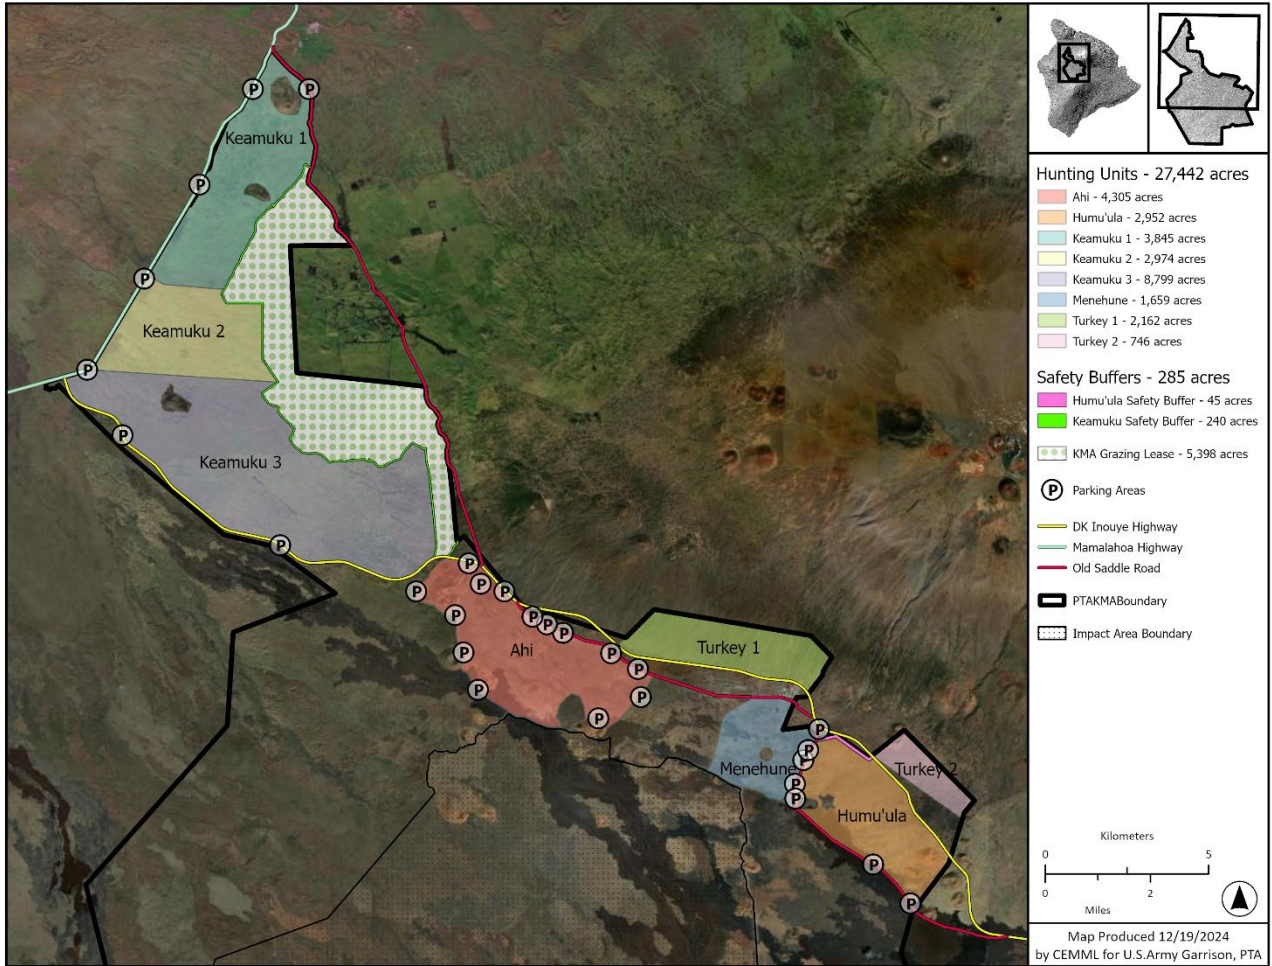 P
P
Keamuku 1
P
P
Keamuku 2
P
P
Keamuku 3
P
P
P
P
P
P
P
P
P
Ahi
P
P
P
P
P
P
P
Turkey 1
P
P
P
Menehune
P
P
Turkey 2
Humu'ula
P
P
Hunting Units - 27,442 acres
Ahi - 4,305 acres
Humu'ula - 2,952 acres
Keamuku 1 - 3,845 acres
Keamuku 2 - 2,974 acres
Keamuku 3 - 8,799 acres
Menehune - 1,659 acres
Turkey 1 - 2,162 acres
Turkey 2 - 746 acres
Safety Buffers - 285 acres
Humu'ula Safety Buffer - 45 acres
Keamuku Safety Buffer - 240 acres
KMA Grazing Lease - 5,398 acres
P Parking Areas
DK Inouye Highway
Mamalahoa Highway
Old Saddle Road
PTAKMABoundary
Impact Area Boundary
Kilometers
0 5
0 2
Miles
Map Produced 12/19/2024
by CEMML for U.S.Army Garrison, PTA